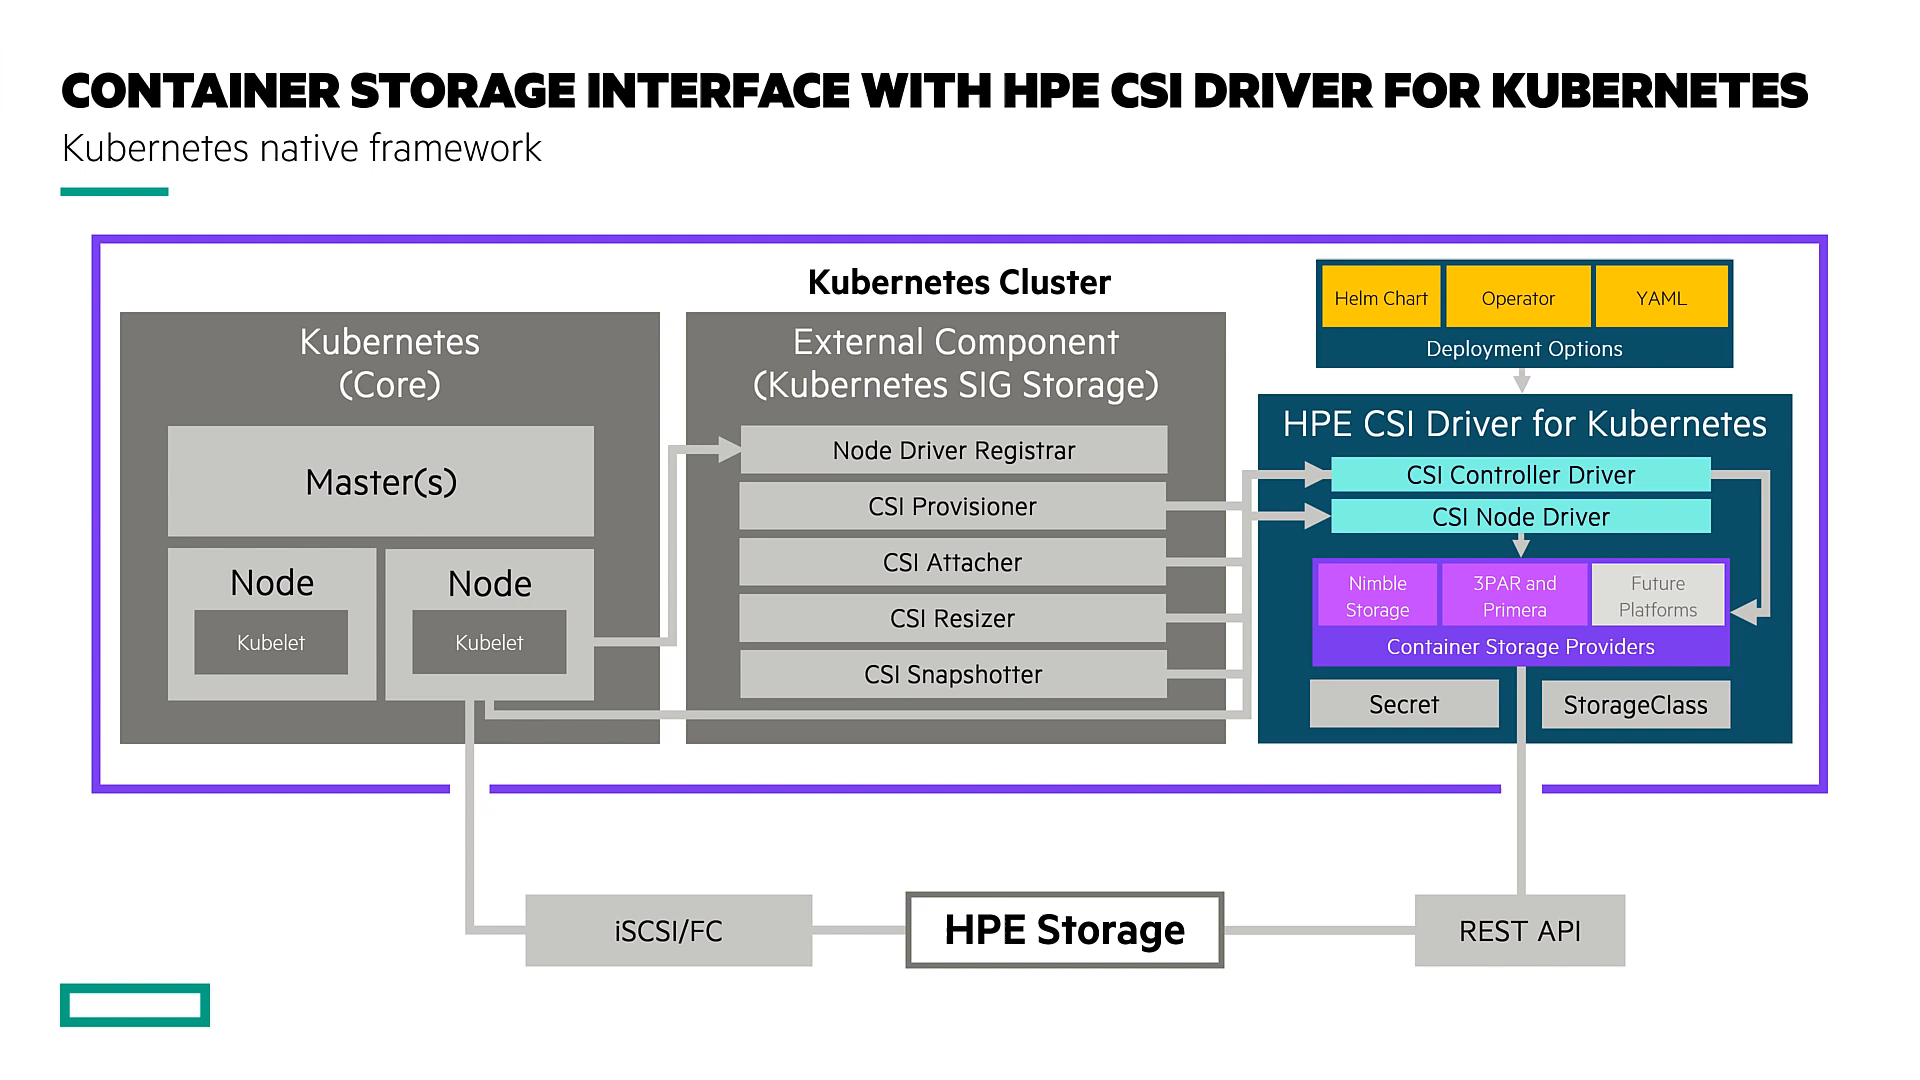 CONTAINER STORAGE INTERFACE WITH HPE CSI DRIVER FOR KUBERNETES
Kubernetes native framework
Kubernetes Cluster
Kubernetes
(Core)
Master(s)
Node
Kubelet
Node
Kubelet
External Component
(Kubernetes SIG Storage)
Node Driver Registrar
CSI Provisioner
CSI Attacher
CSI Resizer
CSI Snapshotter
Helm Chart
Operator
YAML
Deployment Options
HPE CSI Driver for Kubernetes
CSI Controller Driver
CSI Node Driver
Nimble
Storage
3PAR and
Primera
Future
Platforms
Container Storage Providers
Secret
StorageClass
iSCSI/FC
HPE Storage
REST API